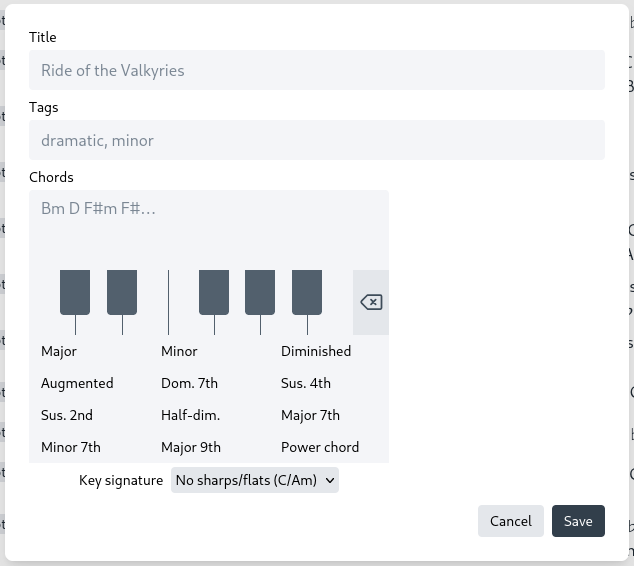 Title
Ride of the Valkyries
Tags
dramatic, minor
Chords
Bm D F#m F#...
Major Minor Diminished
Augmented Dom. 7th Sus. 4th
Sus. 2nd Half-dim. Major 7th
Minor 7th Major 9th Power chord
Key signature No sharps/flats (C/Am)
Cancel Save